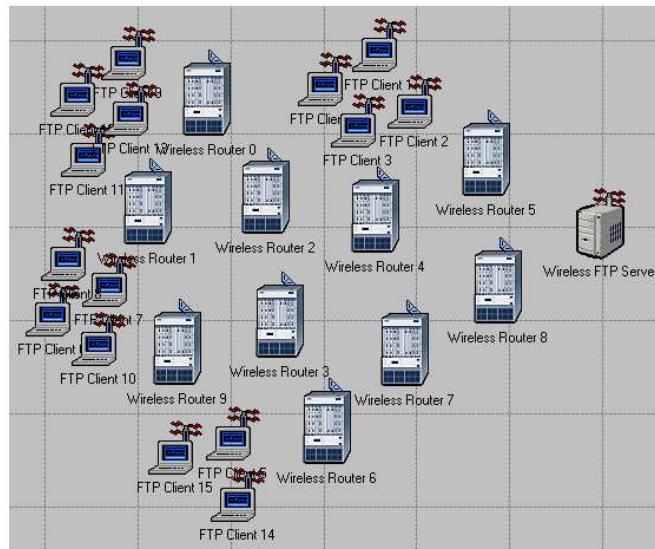 FTP Client 1
FTP Client 2
FTP Client 3
FTP Client
FTP Client 11
Wireless Router 0
Wireless Router 1
Wireless Router 2
Wireless Router 4
Wireless Router 5
Wireless FTP Serve
FTP Client 10
Wireless Router 9
Wireless Router 3
Wireless Router 7
Wireless Router 8
Wireless Router 6
FTP Client 15
FTP Client 14